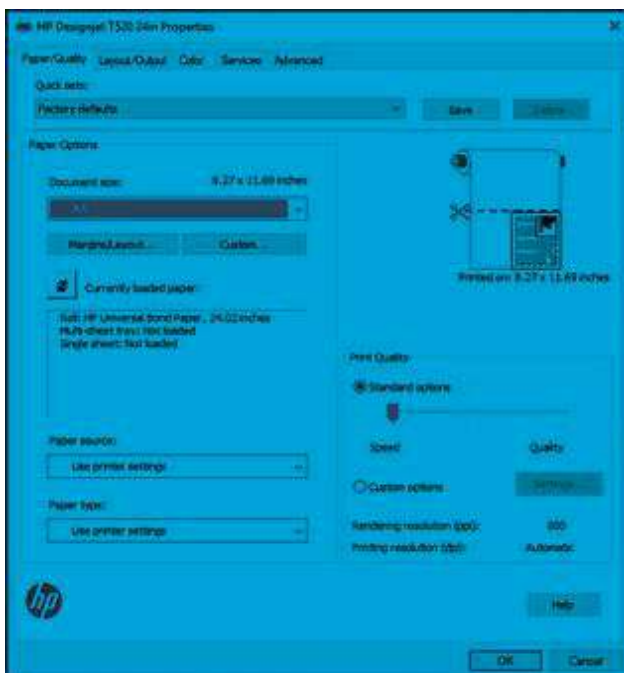 HP Designjet T520 24in Properties
Paper/Quality Layout/Output Color Services Advanced
Quick sets:
Factory defaults
Save
Paper Options
Document size: 8.27 x 11.69 inches
Margins/Layout... Custom...
Printed on: 8.27 x 11.69 inches
Currently loaded paper:
Roll: HP Universal Bond Paper, 24.02 inches
Multi-sheet tray: Not loaded
Single sheet: Not loaded
Print Quality
Standard options
Speed Quality
Paper source:
Use printer settings
Custom options
Settings...
Paper type:
Use printer settings
Rendering resolution (ppi):
Printing resolution (dpi): Automatic
hp
Help
OK Cancel